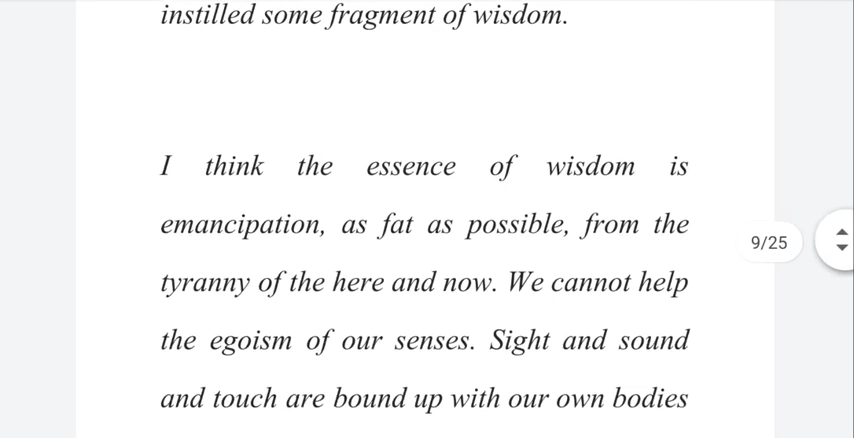 instilled some fragment of wisdom.
I think the essence of wisdom is
emancipation, as fat as possible, from the
tyranny of the here and now. We cannot help
the egoism of our senses. Sight and sound
and touch are bound up with our own bodies
9/25